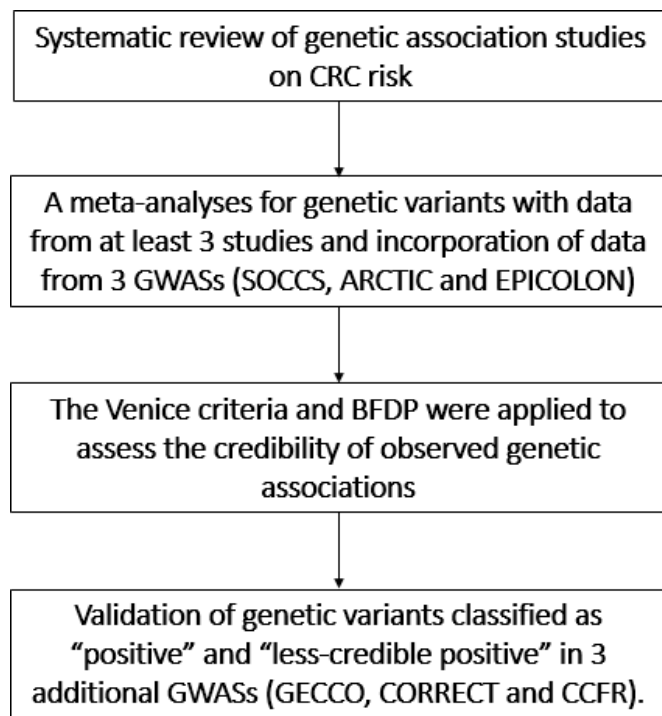 Systematic review of genetic association studies
on CRC risk
A meta-analyses for genetic variants with data
from at least 3 studies and incorporation of data
from 3 GWASs (SOCCS, ARCTIC and EPICOLON)
The Venice criteria and BFDP were applied to
assess the credibility of observed genetic
associations
Validation of genetic variants classified as
“positive” and “less-credible positive” in 3
additional GWASs (GECCO, CORRECT and CCFR).